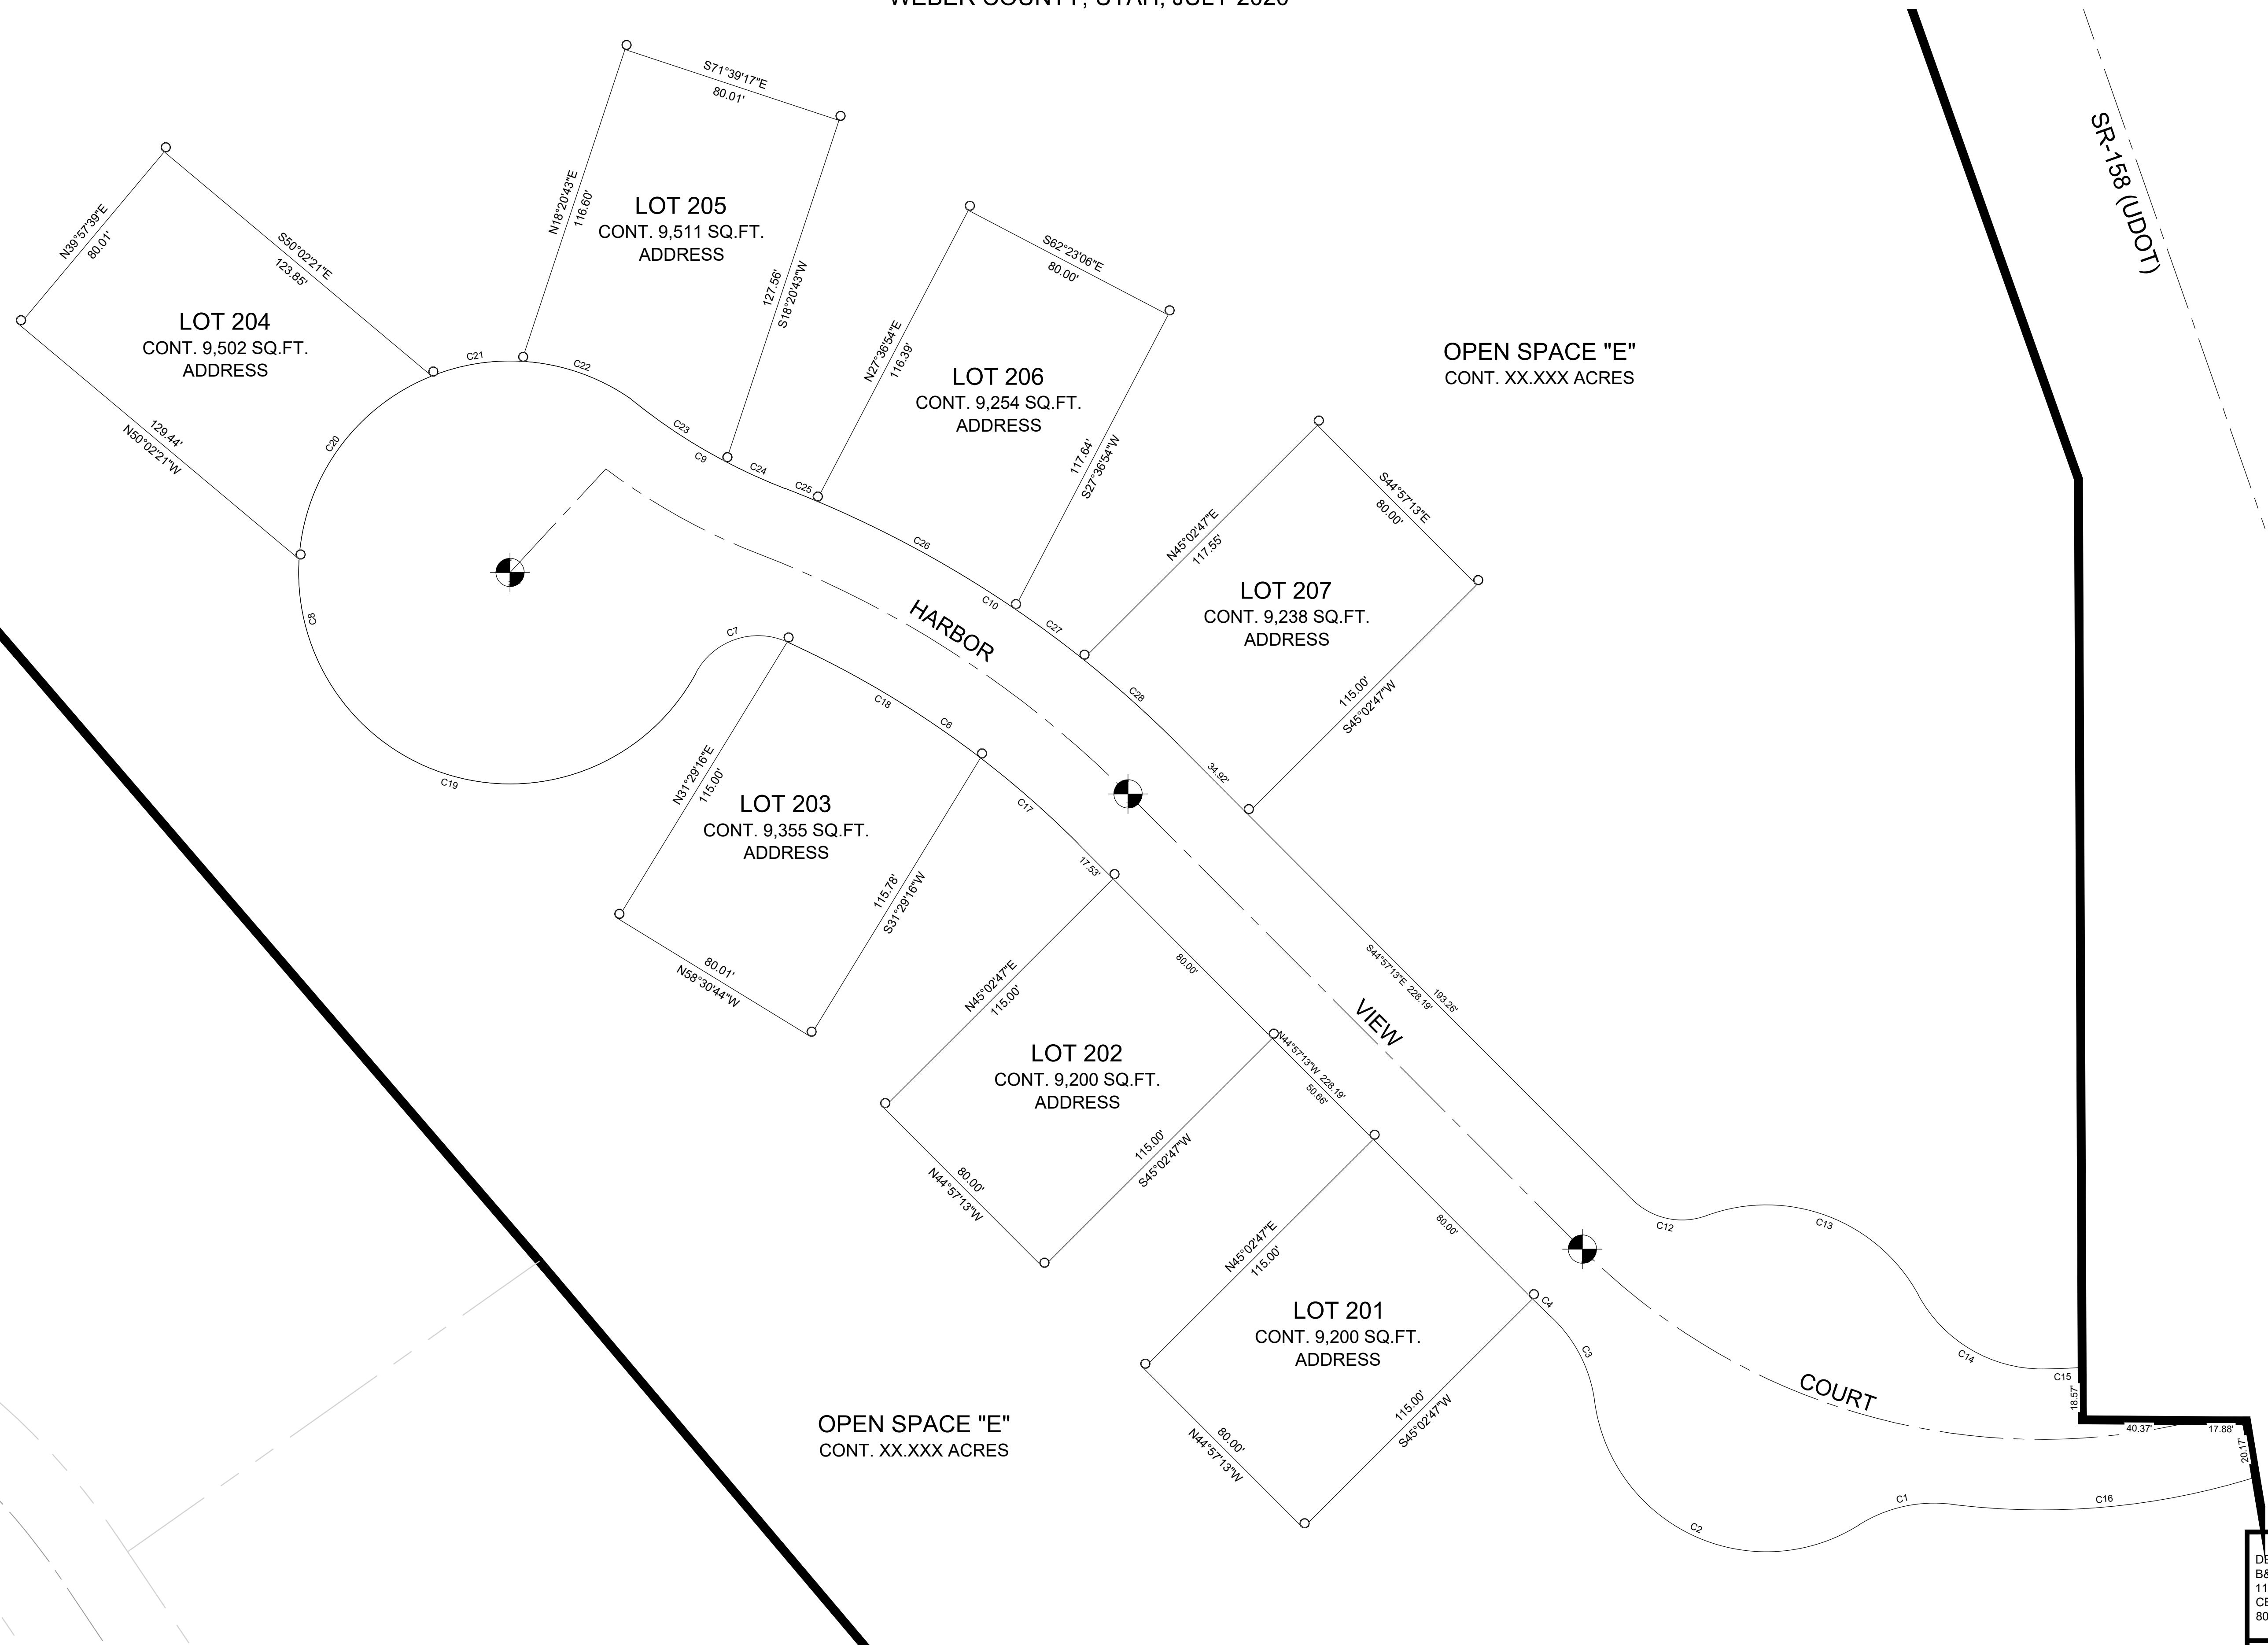 WEBER COUNTY, UTAH, JULY 2020
S71°39'17"E
80.01'
N18°20'43"E
116.60'
LOT 205
CONT. 9,511 SQ.FT.
ADDRESS
127.56'
S18°20'43"W
N39°57'39"E
80.01'
S50°02'21"E
123.85'
LOT 204
CONT. 9,502 SQ.FT.
ADDRESS
129.44'
N50°02'21"W
C21
C22
C20
C23
C9
C24
C25
C8
C19
S62°23'06"E
80.00'
N27°36'54"E
116.39'
LOT 206
CONT. 9,254 SQ.FT.
ADDRESS
117.64'
S27°36'54"W
C26
C10
C27
OPEN SPACE "E"
CONT. XX.XXX ACRES
SR-158 (UDOT)
S44°57'13"E
80.00'
N45°02'47"E
117.55'
LOT 207
CONT. 9,238 SQ.FT.
ADDRESS
115.00'
S45°02'47"W
C28
34.92'
HARBOR
VIEW
COURT
C7
C18
C6
C17
17.53'
N31°29'16"E
115.00'
LOT 203
CONT. 9,355 SQ.FT.
ADDRESS
115.78'
S31°29'16"W
80.01'
N58°30'44"W
80.00'
N45°02'47"E
115.00'
LOT 202
CONT. 9,200 SQ.FT.
ADDRESS
115.00'
S45°02'47"W
80.00'
N44°57'13"W
N44°57'13"W 228.19'
50.66'
S44°57'13"E 228.19'
193.26'
80.00'
N45°02'47"E
115.00'
LOT 201
CONT. 9,200 SQ.FT.
ADDRESS
115.00'
S45°02'47"W
80.00'
N44°57'13"W
C4
C3
C2
C1
C16
C12
C13
C14
C15
18.57'
40.37'
17.88'
20.17'
OPEN SPACE "E"
CONT. XX.XXX ACRES